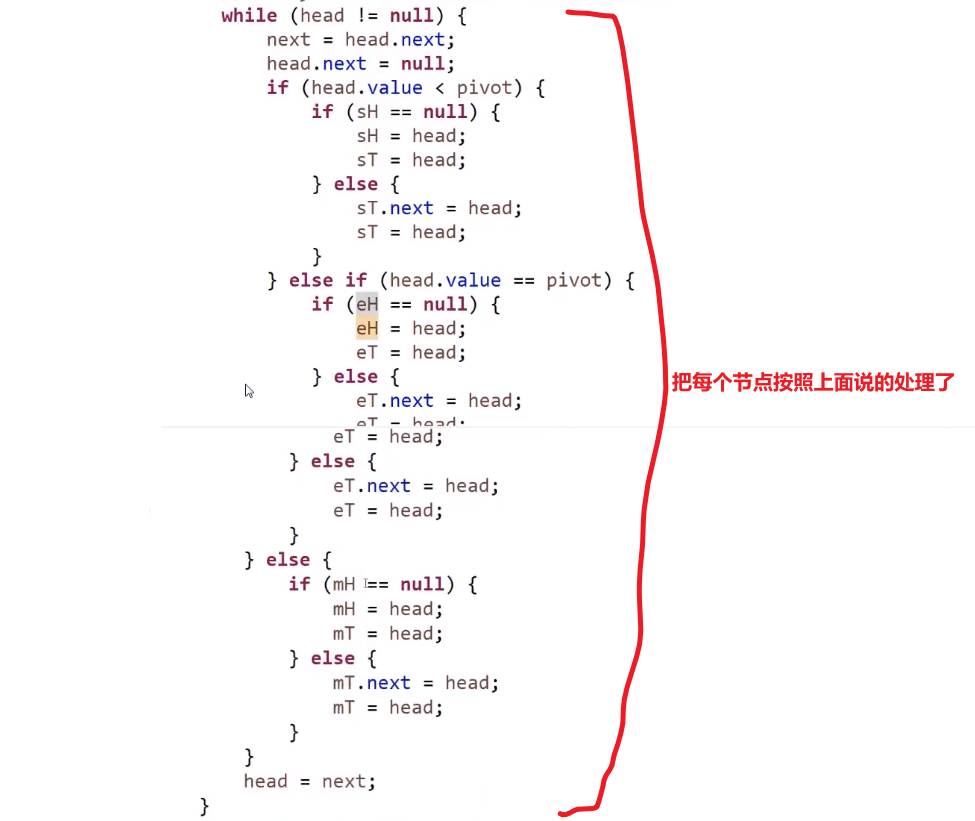 while (head != null) {
next = head.next;
head.next = null;
if (head.value < pivot) {
if (sH == null) {
sH = head;
sT = head;
} else {
sT.next = head;
sT = head;
}
} else if (head.value == pivot) {
if (eH == null) {
eH = head;
eT = head;
} else {
eT.next = head;
eT = head;
eT = head;
} else {
eT.next = head;
eT = head;
}
} else {
if (mH == null) {
mH = head;
mT = head;
} else {
mT.next = head;
mT = head;
}
}
head = next;
}
把每个节点按照上面说的处理了